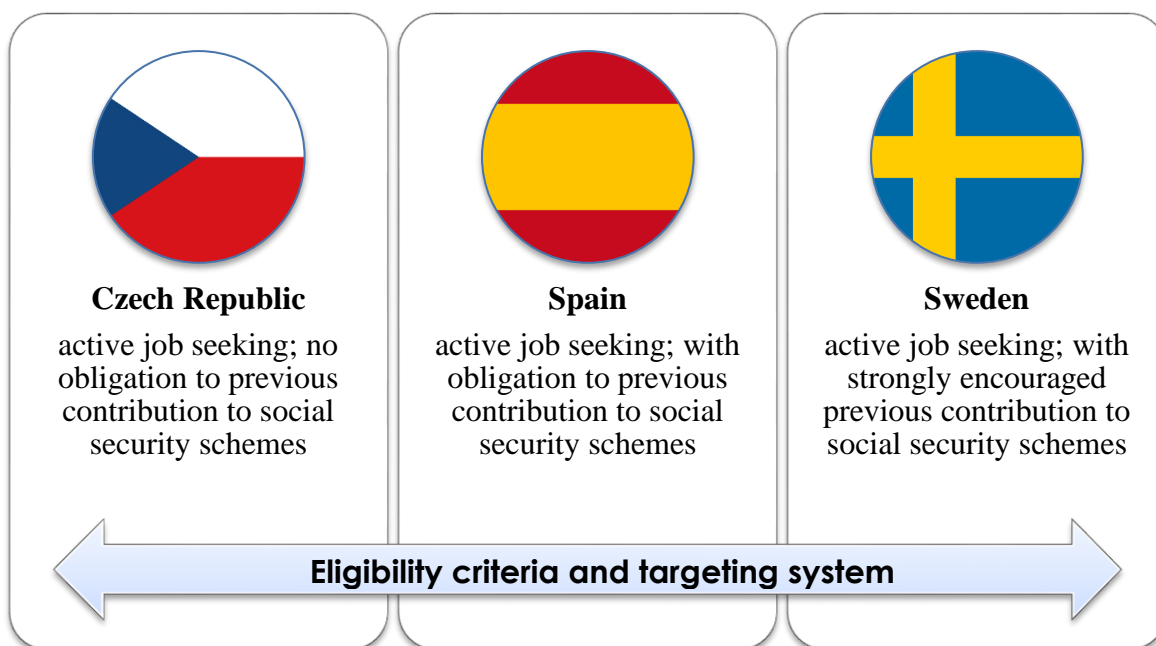 Czech Republic
active job seeking; no
obligation to previous
contribution to social
security schemes
Spain
active job seeking; with
obligation to previous
contribution to social
security schemes
Sweden
active job seeking; with
strongly encouraged
previous contribution to
social security schemes
Eligibility criteria and targeting system